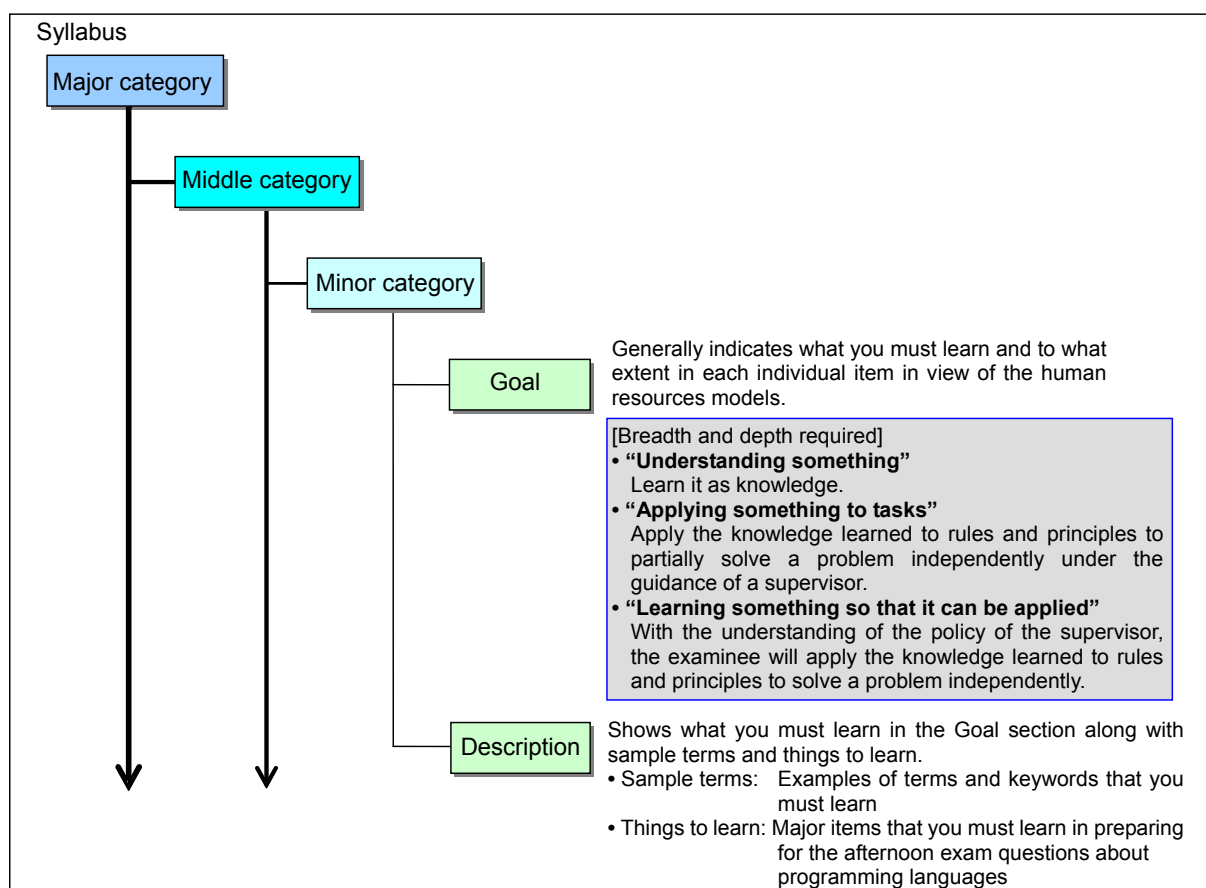 Syllabus
Major category
Middle category
Minor category
Goal
Generally indicates what you must learn and to what
extent in each individual item in view of the human
resources models.
[Breadth and depth required]
• “Understanding something”
Learn it as knowledge.
• “Applying something to tasks”
Apply the knowledge learned to rules and principles to
partially solve a problem independently under the
guidance of a supervisor.
• “Learning something so that it can be applied”
With the understanding of the policy of the supervisor,
the examinee will apply the knowledge learned to rules
and principles to solve a problem independently.
Description
Shows what you must learn in the Goal section along with
sample terms and things to learn.
• Sample terms: Examples of terms and keywords that you
must learn
• Things to learn: Major items that you must learn in preparing
for the afternoon exam questions about
programming languages